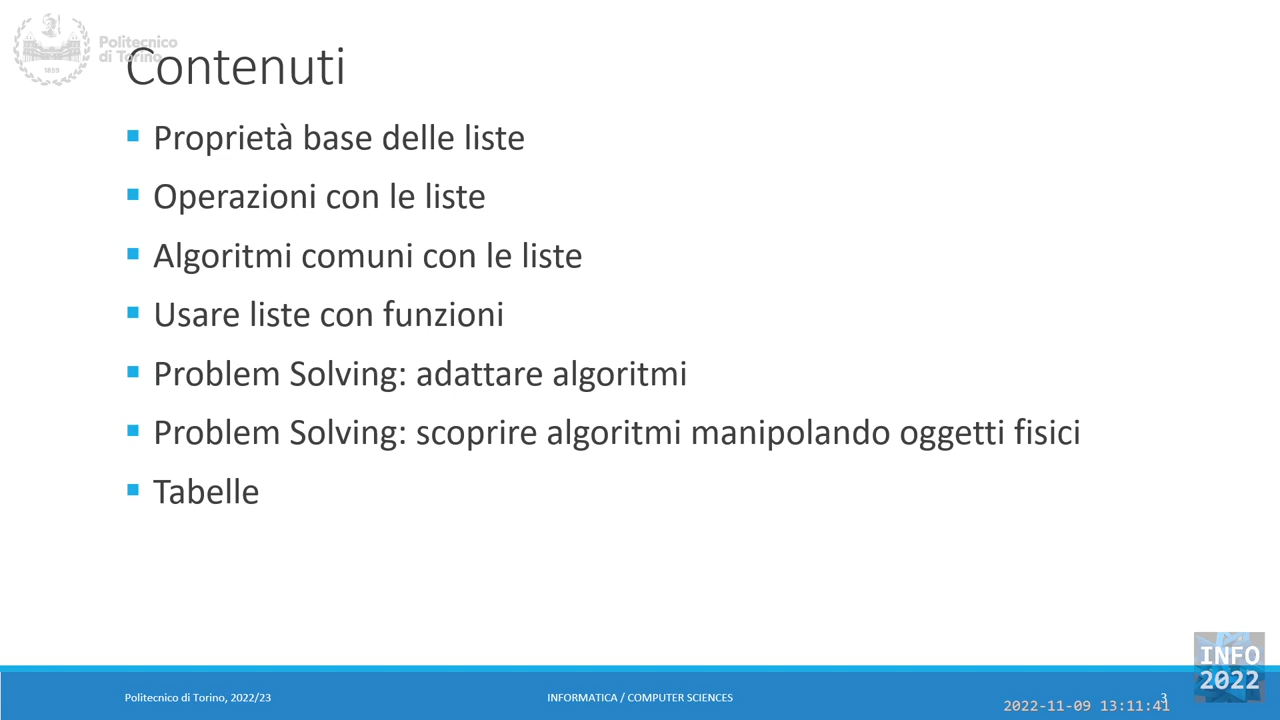 Politecnico
di Torino
1859
Contenuti
Proprietà base delle liste
Operazioni con le liste
Algoritmi comuni con le liste
Usare liste con funzioni
Problem Solving: adattare algoritmi
Problem Solving: scoprire algoritmi manipolando oggetti fisici
Tabelle
INFO
2022
Politecnico di Torino, 2022/23
INFORMATICA / COMPUTER SCIENCES
3
2022-11-09 13:11:41